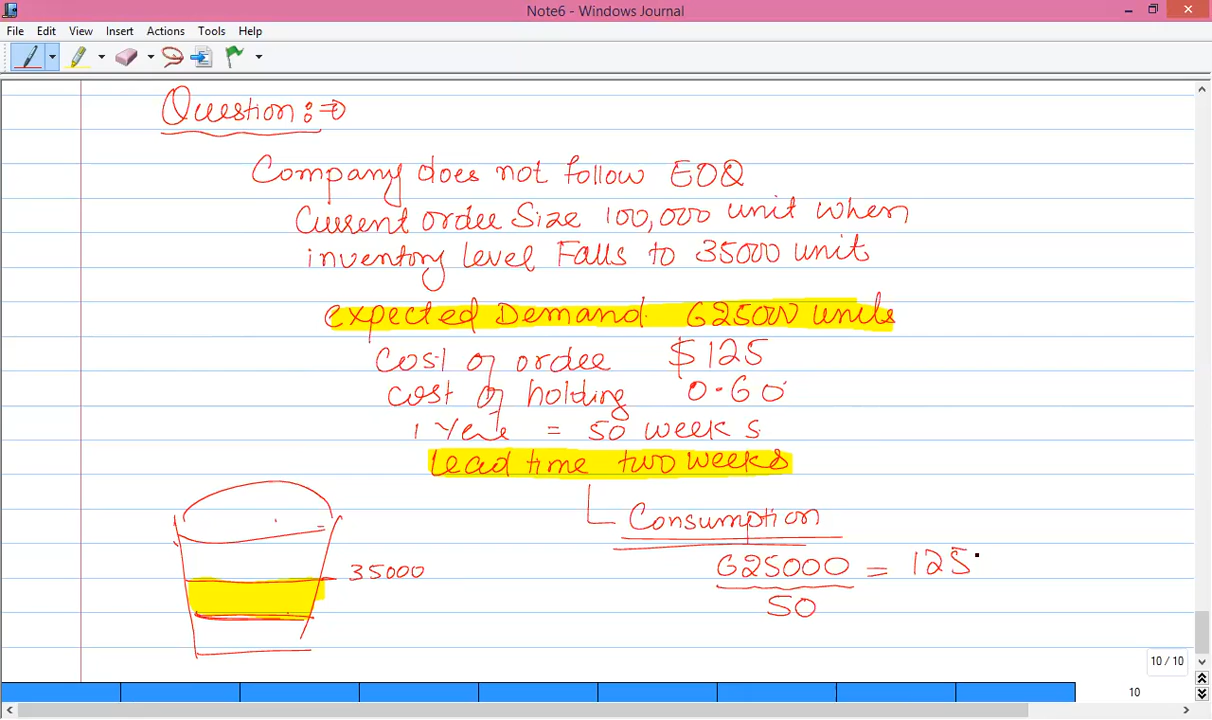 Note6 - Windows Journal
File Edit View Insert Actions Tools Help
Question:⇒
Company does not follow EOQ
Current order Size 100,000 unit when
inventory level Falls to 35000 unit
expected Demand 625000 units
Cost of order $125
cost of holding 0.60
1 Year = 50 weeks
Lead time two weeks
Consumption
625000 = 125
50
35000
10 / 10
10